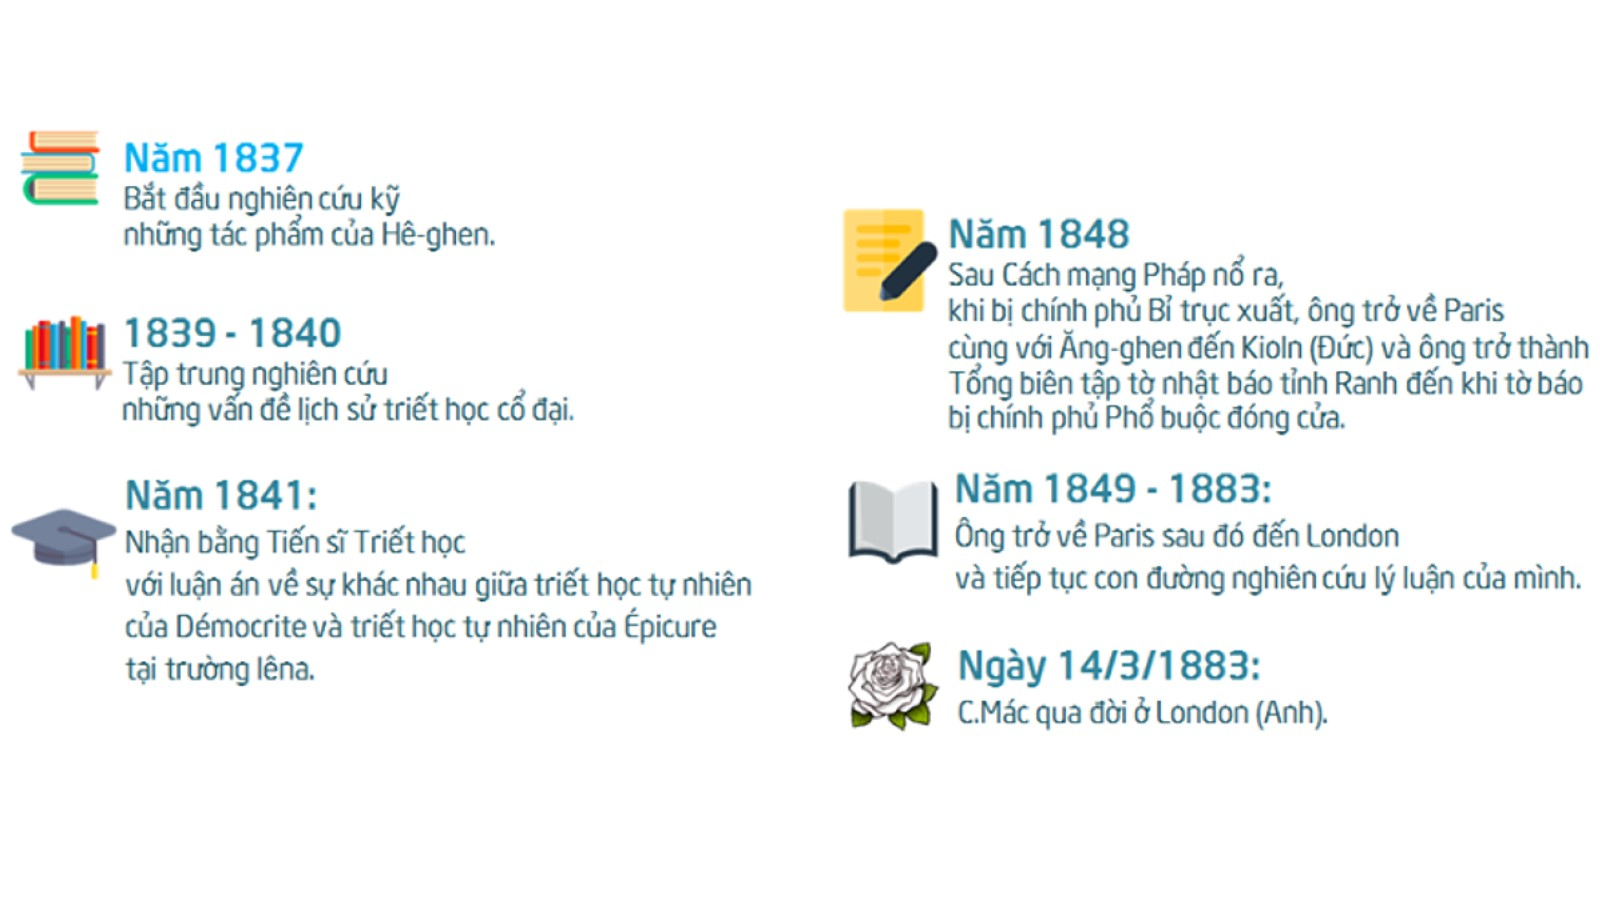 Năm 1837
Bắt đầu nghiên cứu kỹ
những tác phẩm của Hê-ghen.
1839 - 1840
Tập trung nghiên cứu
những vấn đề lịch sử triết học cổ đại.
Năm 1841:
Nhận bằng Tiến sĩ Triết học
với luận án về sự khác nhau giữa triết học tự nhiên
của Démocrite và triết học tự nhiên của Épicure
tại trường Iêna.
Năm 1848
Sau Cách mạng Pháp nổ ra,
khi bị chính phủ Bỉ trục xuất, ông trở về Paris
cùng với Ăng-ghen đến Kioln (Đức) và ông trở thành
Tổng biên tập tờ nhật báo tỉnh Ranh đến khi tờ báo
bị chính phủ Phổ buộc đóng cửa.
Năm 1849 - 1883:
Ông trở về Paris sau đó đến London
và tiếp tục con đường nghiên cứu lý luận của mình.
Ngày 14/3/1883:
C.Mác qua đời ở London (Anh).